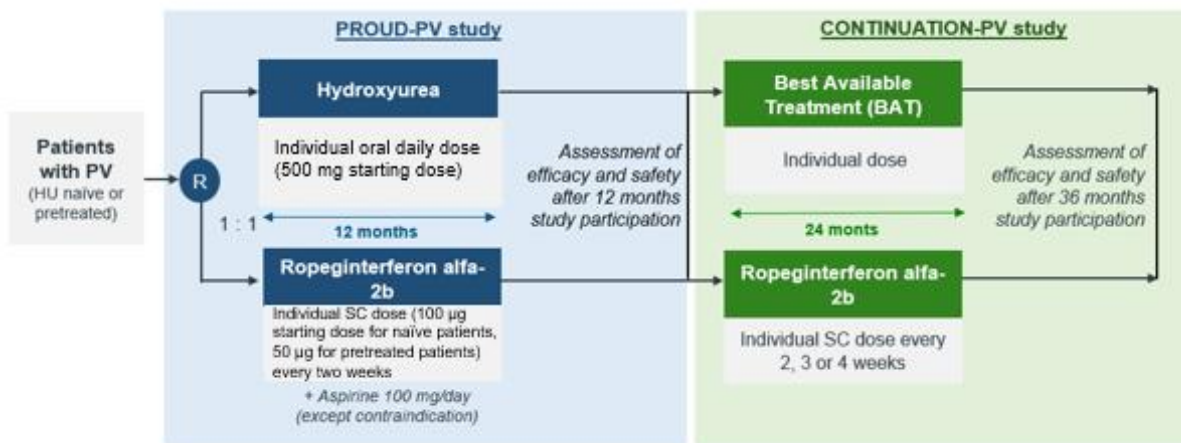 PROUD-PV study
CONTINUATION-PV study
Patients
with PV
(HU naïve or
pretreated)
R
1 : 1
Hydroxyurea
Individual oral daily dose
(500 mg starting dose)
12 months
Ropeginterferon alfa-
2b
Individual SC dose (100 µg
starting dose for naïve patients,
50 µg for pretreated patients)
every two weeks
+ Aspirine 100 mg/day
(except contraindication)
Assessment of
efficacy and safety
after 12 months
study participation
Best Available
Treatment (BAT)
Individual dose
24 monts
Ropeginterferon alfa-
2b
Individual SC dose every
2, 3 or 4 weeks
Assessment of
efficacy and safety
after 36 months
study participation